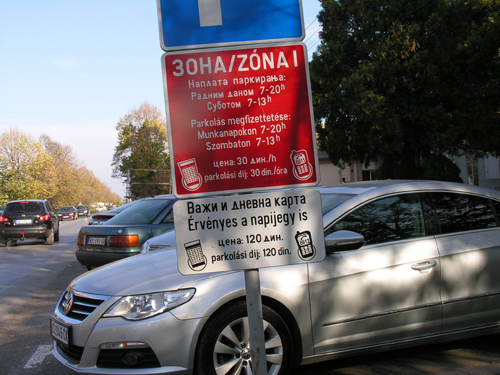 ЗОНА/ZÓNA I
Наплата паркирања:
Радним даном 7-20h
Суботом 7-13h
Parkolás megfizettetése:
Munkanapokon 7-20h
Szombaton 7-13h
цена: 30 дин./h
parkolási díj: 30 din./óra
Важи и дневна карта
Érvényes a napijegy is
цена: 120 дин.
parkolási díj: 120 din.